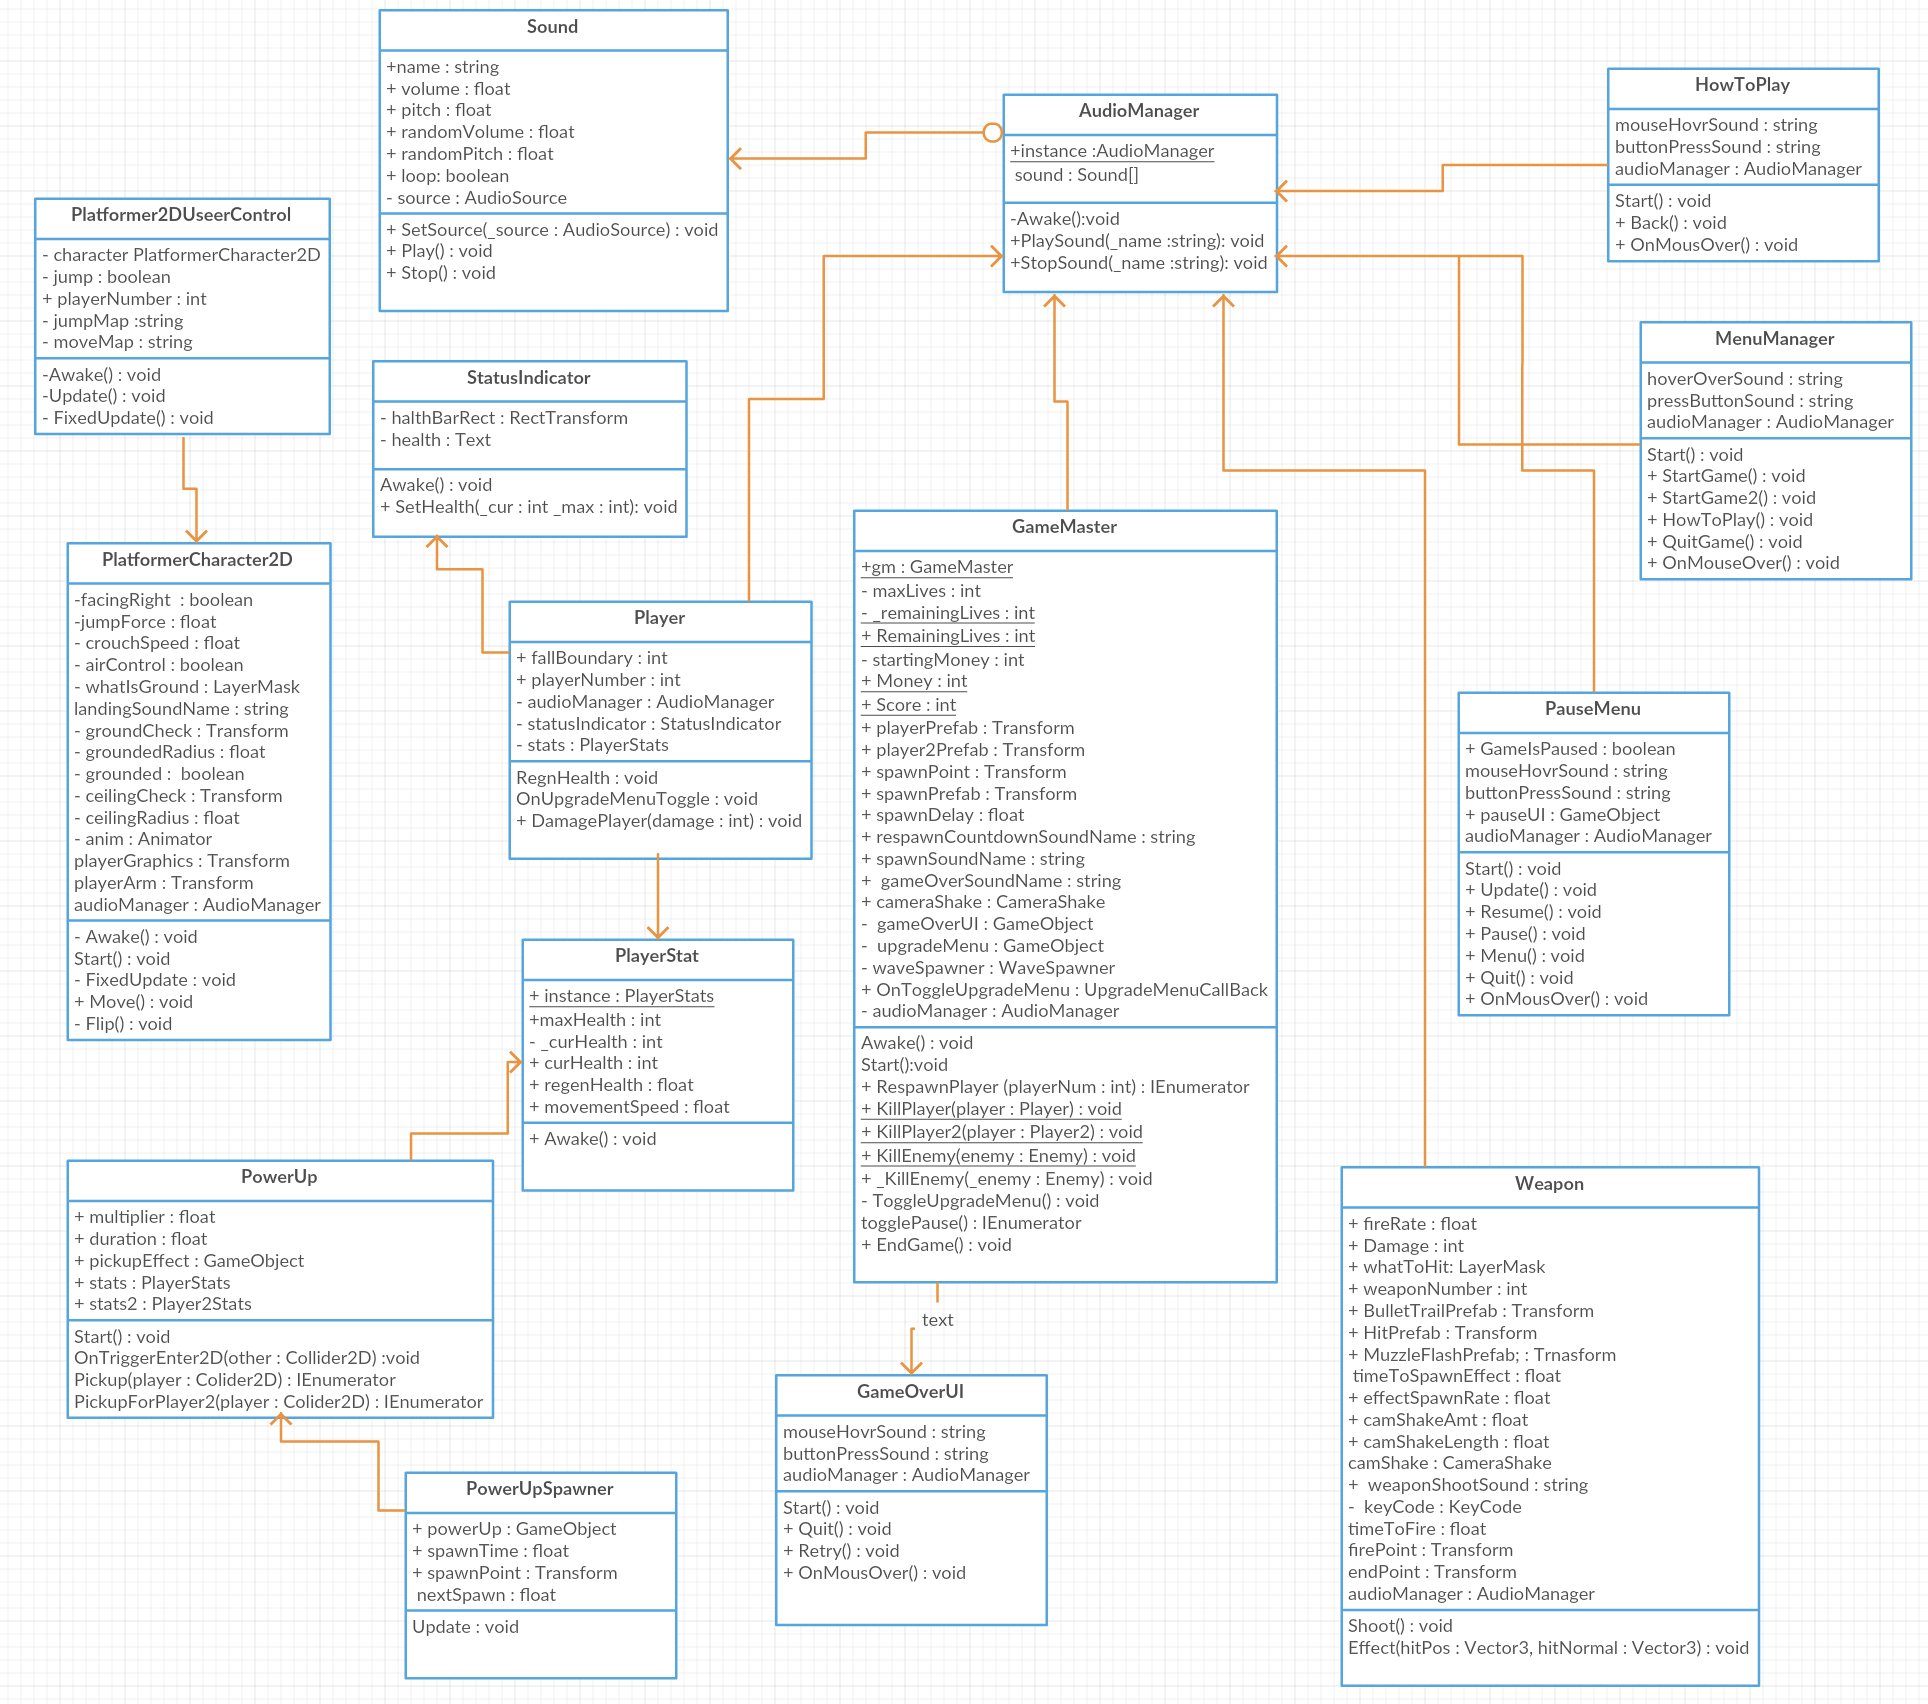 Sound
+name : string
+ volume : float
+ pitch : float
+ randomVolume : float
+ randomPitch : float
+ loop: boolean
- source : AudioSource
+ SetSource(_source : AudioSource) : void
+ Play() : void
+ Stop() : void
AudioManager
+instance :AudioManager
sound : Sound[]
-Awake():void
+PlaySound(_name :string): void
+StopSound(_name :string): void
HowToPlay
mouseHovrSound : string
buttonPressSound : string
audioManager : AudioManager
Start() : void
+ Back() : void
+ OnMousOver() : void
Platformer2DUseerControl
- character PlatformerCharacter2D
- jump : boolean
+ playerNumber : int
- jumpMap :string
- moveMap : string
-Awake() : void
-Update() : void
- FixedUpdate() : void
StatusIndicator
- halthBarRect : RectTransform
- health : Text
Awake() : void
+ SetHealth(_cur : int _max : int): void
MenuManager
hoverOverSound : string
pressButtonSound : string
audioManager : AudioManager
Start() : void
+ StartGame() : void
+ StartGame2() : void
+ HowToPlay() : void
+ QuitGame() : void
+ OnMouseOver() : void
PlatformerCharacter2D
-facingRight : boolean
-jumpForce : float
- crouchSpeed : float
- airControl : boolean
- whatIsGround : LayerMask
landingSoundName : string
- groundCheck : Transform
- groundedRadius : float
- grounded : boolean
- ceilingCheck : Transform
- ceilingRadius : float
- anim : Animator
playerGraphics : Transform
playerArm : Transform
audioManager : AudioManager
- Awake() : void
Start() : void
- FixedUpdate : void
+ Move() : void
- Flip() : void
Player
+ fallBoundary : int
+ playerNumber : int
- audioManager : AudioManager
- statusIndicator : StatusIndicator
- stats : PlayerStats
RegnHealth : void
OnUpgradeMenuToggle : void
+ DamagePlayer(damage : int) : void
GameMaster
+gm : GameMaster
- maxLives : int
- _remainingLives : int
+ RemainingLives : int
- startingMoney : int
+ Money : int
+ Score : int
+ playerPrefab : Transform
+ player2Prefab : Transform
+ spawnPoint : Transform
+ spawnPrefab : Transform
+ spawnDelay : float
+ respawnCountdownSoundName : string
+ spawnSoundName : string
+ gameOverSoundName : string
+ cameraShake : CameraShake
- gameOverUI : GameObject
- upgradeMenu : GameObject
- waveSpawner : WaveSpawner
+ OnToggleUpgradeMenu : UpgradeMenuCallBack
- audioManager : AudioManager
Awake() : void
Start():void
+ RespawnPlayer (playerNum : int) : IEnumerator
+ KillPlayer(player : Player) : void
+ KillPlayer2(player : Player2) : void
+ KillEnemy(enemy : Enemy) : void
+ _KillEnemy(_enemy : Enemy) : void
- ToggleUpgradeMenu() : void
togglePause() : IEnumerator
+ EndGame() : void
PauseMenu
+ GameIsPaused : boolean
mouseHovrSound : string
buttonPressSound : string
+ pauseUI : GameObject
audioManager : AudioManager
Start() : void
+ Update() : void
+ Resume() : void
+ Pause() : void
+ Menu() : void
+ Quit() : void
+ OnMousOver() : void
PlayerStat
+ instance : PlayerStats
+maxHealth : int
- _curHealth : int
+ curHealth : int
+ regenHealth : float
+ movementSpeed : float
+ Awake() : void
PowerUp
+ multiplier : float
+ duration : float
+ pickupEffect : GameObject
+ stats : PlayerStats
+ stats2 : Player2Stats
Start() : void
OnTriggerEnter2D(other : Collider2D) :void
Pickup(player : Colider2D) : IEnumerator
PickupForPlayer2(player : Colider2D) : IEnumerator
Weapon
+ fireRate : float
+ Damage : int
+ whatToHit: LayerMask
+ weaponNumber : int
+ BulletTrailPrefab : Transform
+ HitPrefab : Transform
+ MuzzleFlashPrefab; : Trnasform
timeToSpawnEffect : float
+ effectSpawnRate : float
+ camShakeAmt : float
+ camShakeLength : float
camShake : CameraShake
+ weaponShootSound : string
- keyCode : KeyCode
timeToFire : float
firePoint : Transform
endPoint : Transform
audioManager : AudioManager
Shoot() : void
Effect(hitPos : Vector3, hitNormal : Vector3) : void
text
GameOverUI
mouseHovrSound : string
buttonPressSound : string
audioManager : AudioManager
Start() : void
+ Quit() : void
+ Retry() : void
+ OnMousOver() : void
PowerUpSpawner
+ powerUp : GameObject
+ spawnTime : float
+ spawnPoint : Transform
nextSpawn : float
Update : void